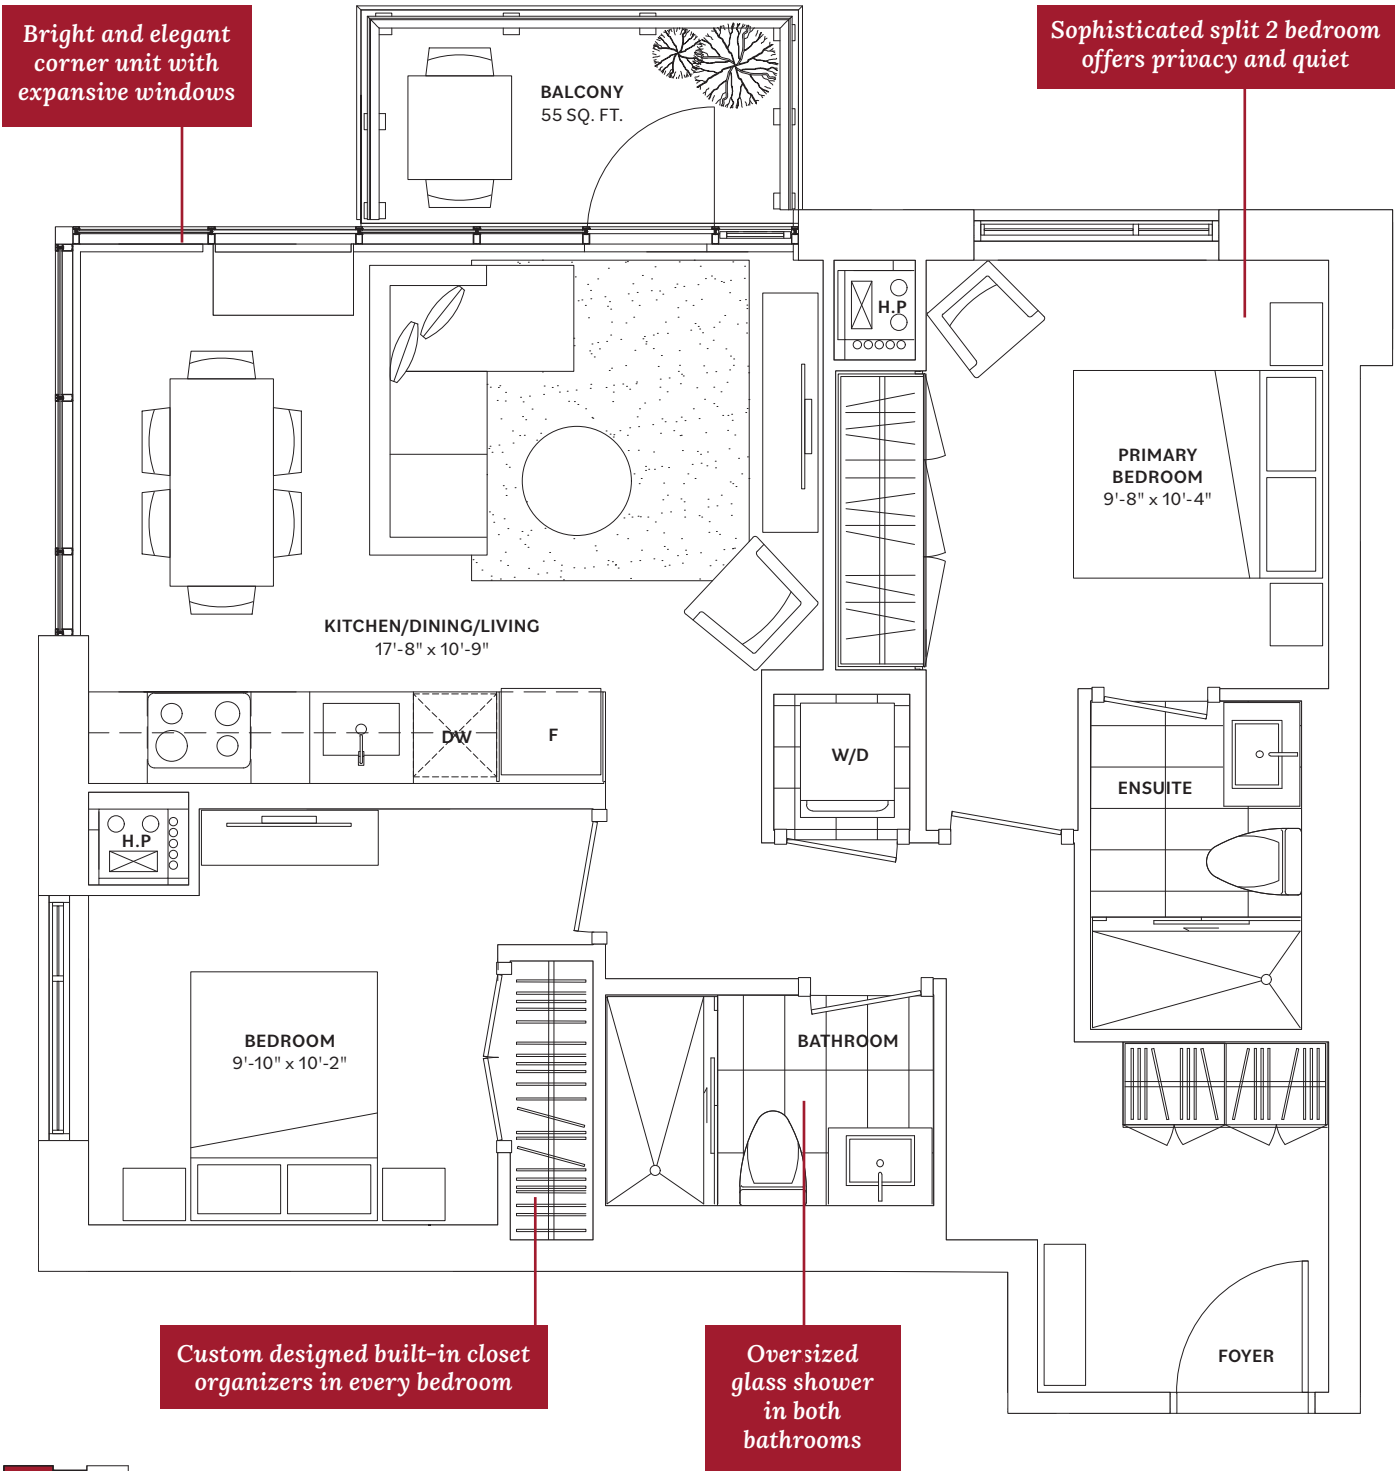 Bright and elegant
corner unit with
expansive windows
Sophisticated split 2 bedroom
offers privacy and quiet
BALCONY
55 SQ. FT.
H.P
PRIMARY
BEDROOM
9'-8" x 10'-4"
KITCHEN/DINING/LIVING
17'-8" x 10'-9"
DW
F
W/D
ENSUITE
H.P
BEDROOM
9'-10" x 10'-2"
BATHROOM
Custom designed built-in closet
organizers in every bedroom
Oversized
glass shower
in both
bathrooms
FOYER